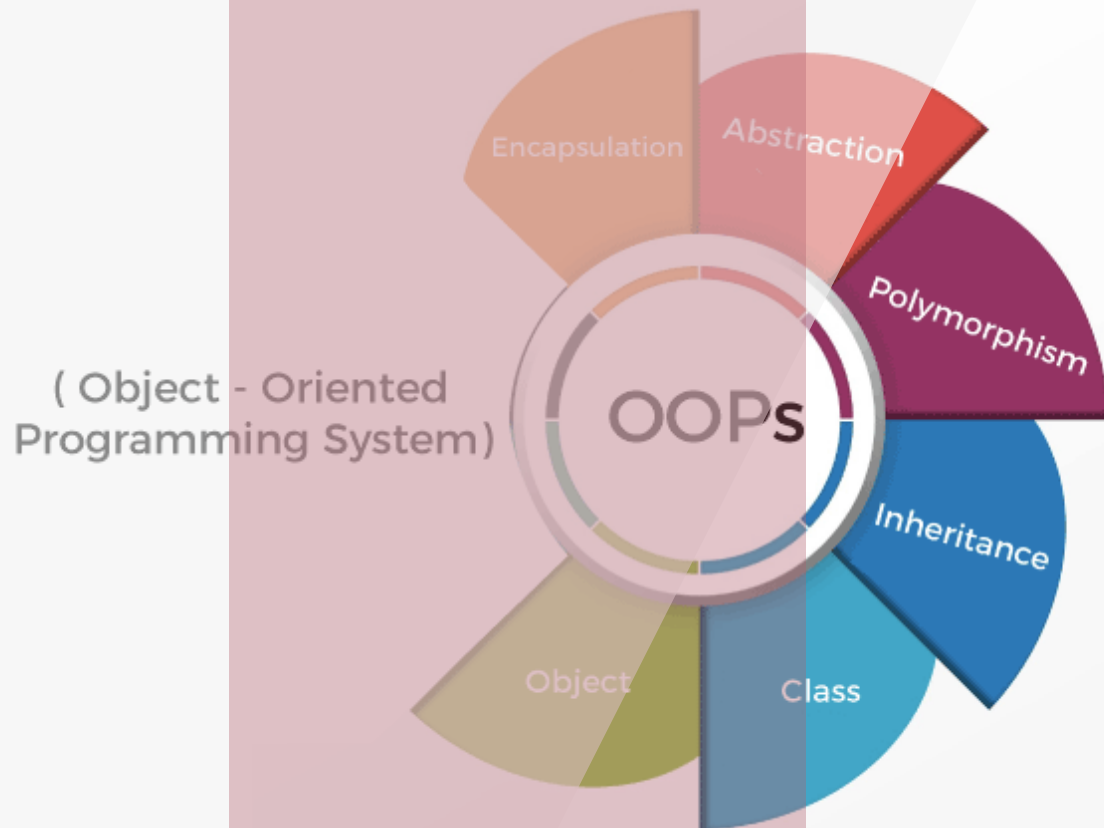 Encapsulation
Abstraction
Polymorphism
( Object - Oriented
Programming System)
OOPs
Inheritance
Object
Class